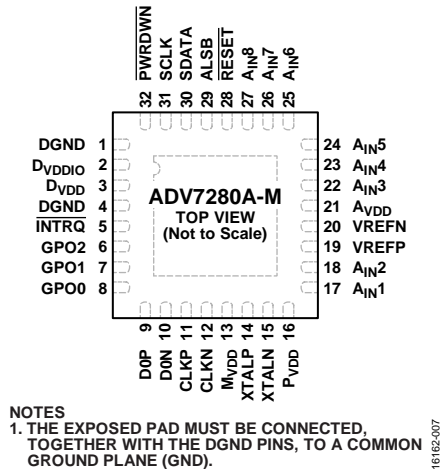 32 PWRDWN
31 SCLK
30 SDATA
29 ALSB
28 RESET
27 AIN8
26 AIN7
25 AIN6
DGND 1
DVDDIO 2
DVDD 3
DGND 4
INTRQ 5
GPO2 6
GPO1 7
GPO0 8
ADV7280A-M
TOP VIEW
(Not to Scale)
24 AIN5
23 AIN4
22 AIN3
21 AVDD
20 VREFN
19 VREFP
18 AIN2
17 AIN1
D0P 9
D0N 10
CLKP 11
CLKN 12
MVDD 13
XTALP 14
XTALN 15
PVDD 16
NOTES
1. THE EXPOSED PAD MUST BE CONNECTED,
TOGETHER WITH THE DGND PINS, TO A COMMON
GROUND PLANE (GND).
16162-007